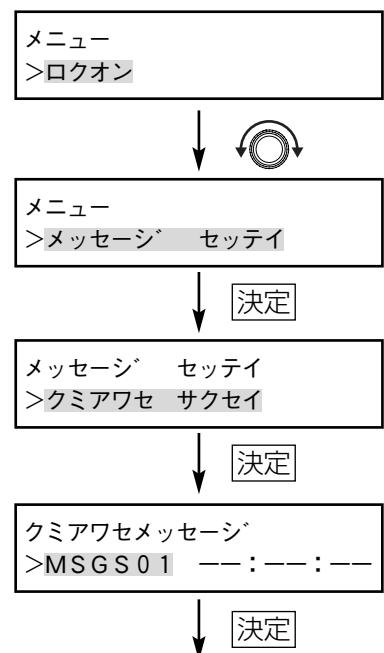 メニュー
>ロクオン
メニュー
>メッセージ セッテイ
決定
メッセージ セッテイ
>クミアワセ サクセイ
決定
クミアワセメッセージ
>MSGS01 −−:−−:−−
決定